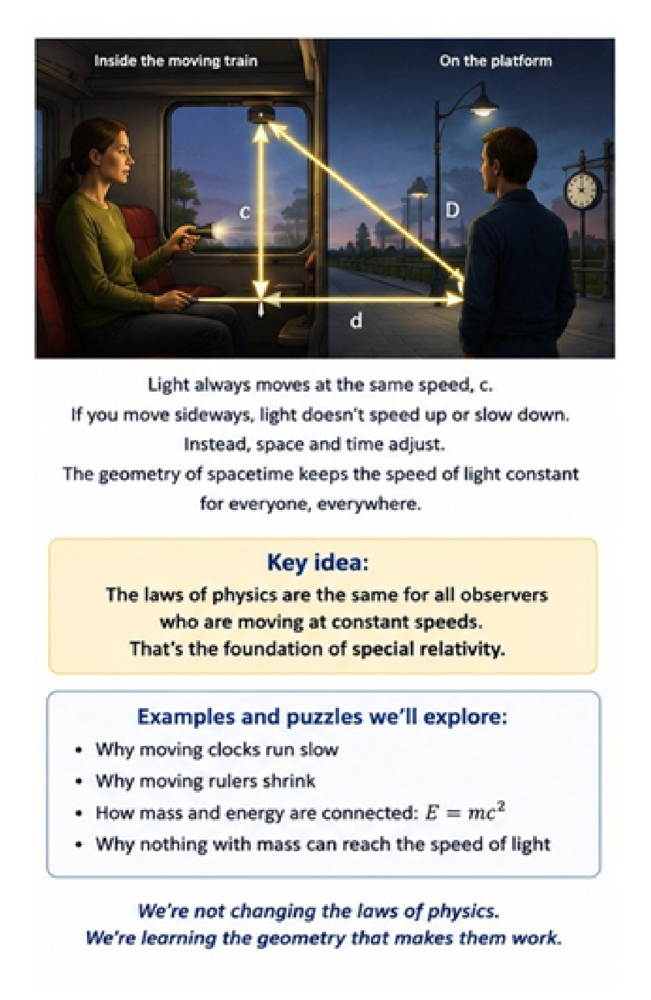 Inside the moving train
On the platform
c
D
d
Light always moves at the same speed, c.
If you move sideways, light doesn't speed up or slow down.
Instead, space and time adjust.
The geometry of spacetime keeps the speed of light constant
for everyone, everywhere.
Key idea:
The laws of physics are the same for all observers
who are moving at constant speeds.
That's the foundation of special relativity.
Examples and puzzles we'll explore:
• Why moving clocks run slow
• Why moving rulers shrink
• How mass and energy are connected: E = mc²
• Why nothing with mass can reach the speed of light
We're not changing the laws of physics.
We're learning the geometry that makes them work.